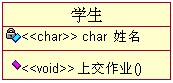 学生
<<char>> char 姓名
<<void>> 上交作业()